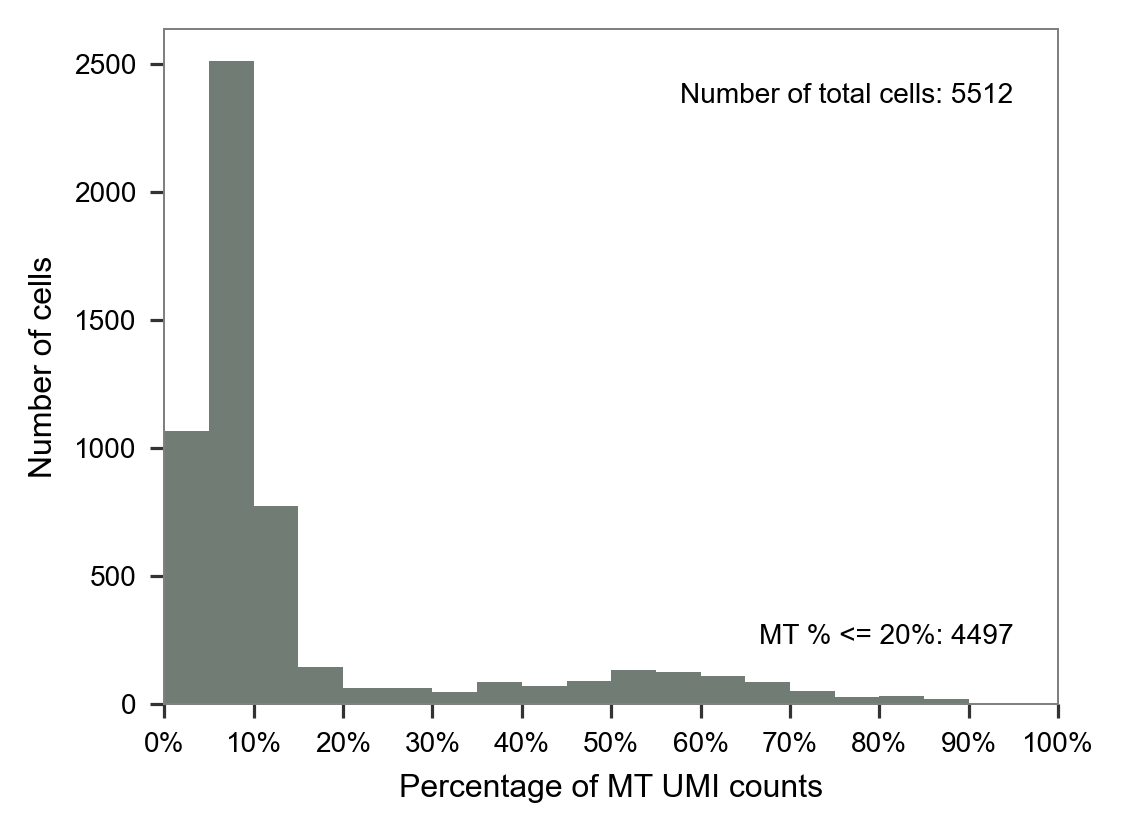 Number of total cells: 5512
MT % <= 20%: 4497
Number of cells
2500
2000
1500
1000
500
0
0% 10% 20% 30% 40% 50% 60% 70% 80% 90% 100%
Percentage of MT UMI counts